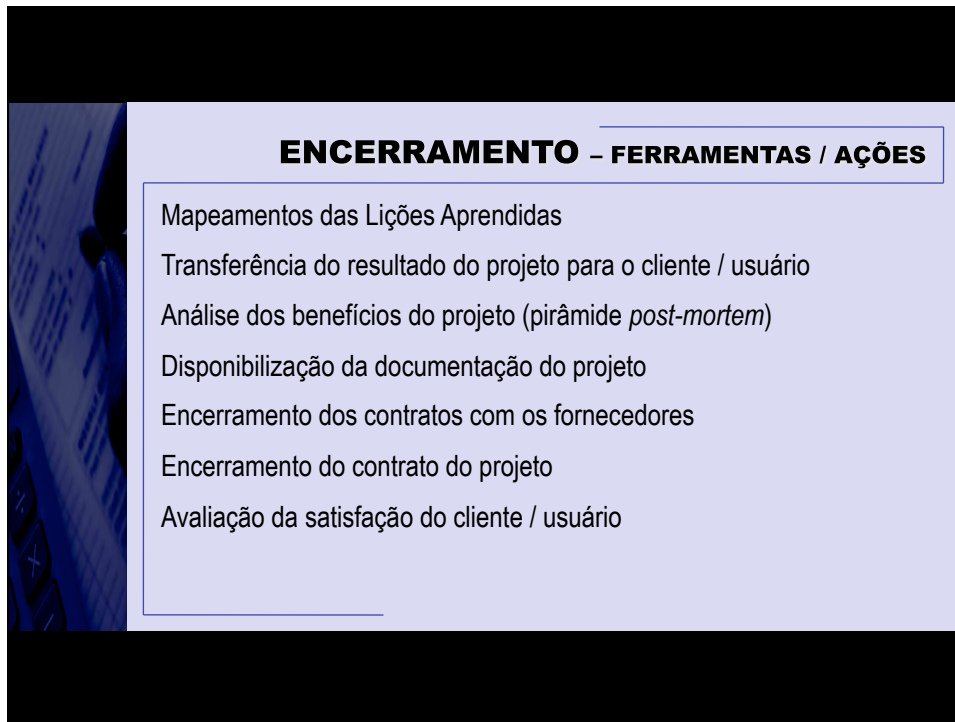 ENCERRAMENTO – FERRAMENTAS / AÇÕES
Mapeamentos das Lições Aprendidas
Transferência do resultado do projeto para o cliente / usuário
Análise dos benefícios do projeto (pirâmide post-mortem)
Disponibilização da documentação do projeto
Encerramento dos contratos com os fornecedores
Encerramento do contrato do projeto
Avaliação da satisfação do cliente / usuário